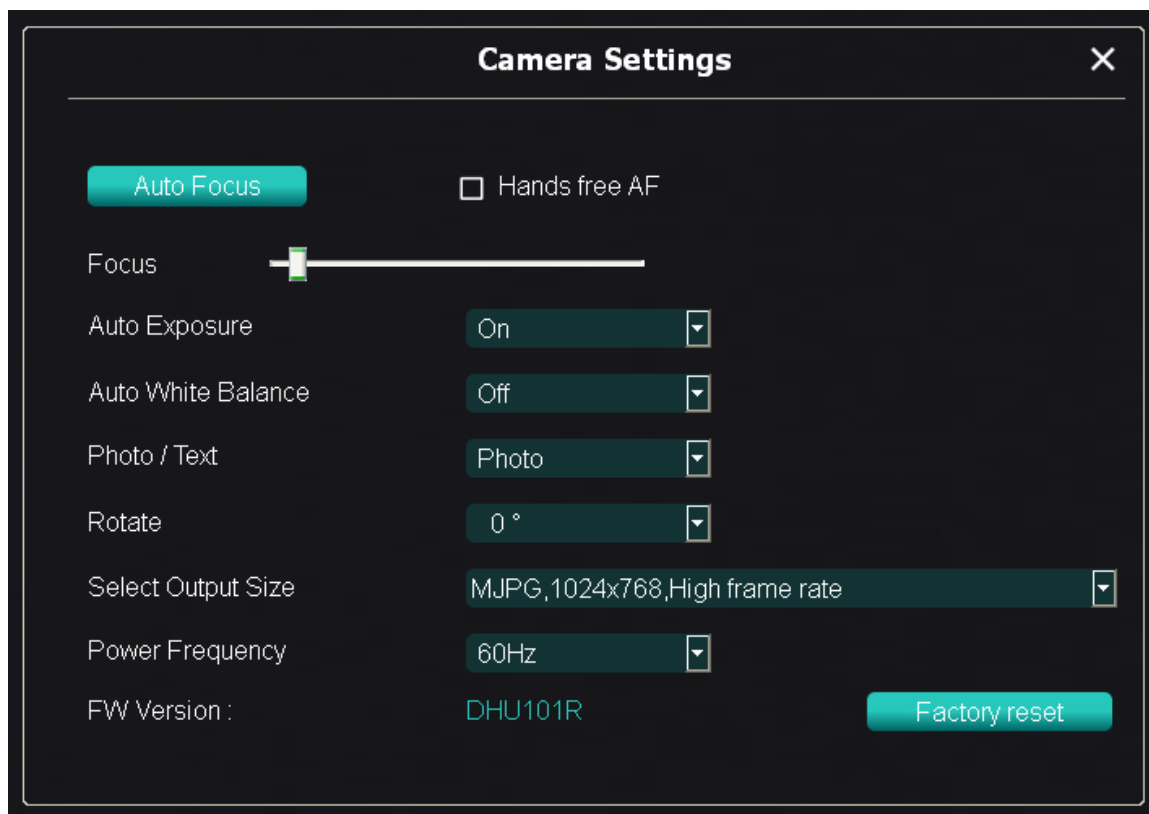 Camera Settings
Auto Focus Hands free AF
Focus
Auto Exposure On
Auto White Balance Off
Photo / Text Photo
Rotate 0 °
Select Output Size MJPG,1024x768,High frame rate
Power Frequency 60Hz
FW Version : DHU101R Factory reset